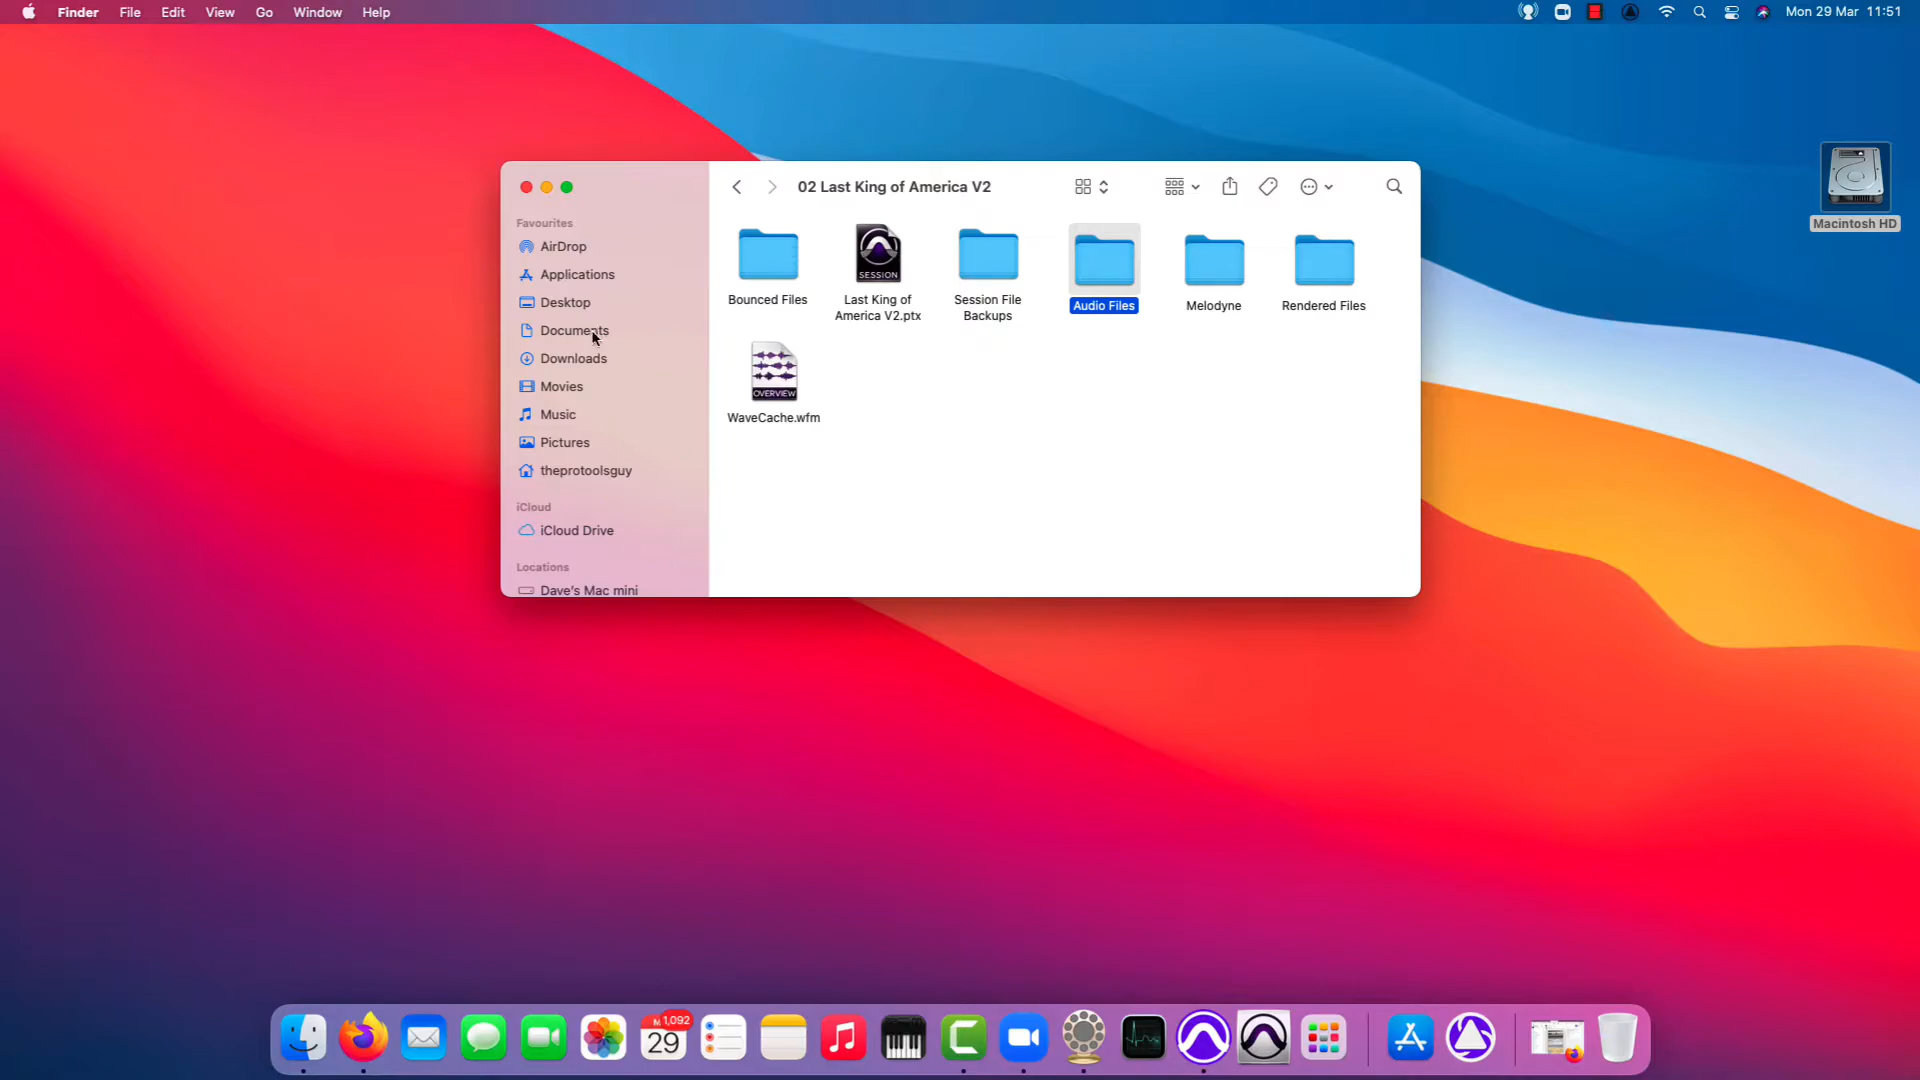 Finder File Edit View Go Window Help
Mon 29 Mar 11:51
Macintosh HD
02 Last King of America V2
Favourites
AirDrop
Applications
Desktop
Documents
Downloads
Movies
Music
Pictures
theprotoolsguy
iCloud
iCloud Drive
Locations
Dave's Mac mini
SESSION
Bounced Files
Last King of
America V2.ptx
Session File
Backups
Audio Files
Melodyne
Rendered Files
OVERVIEW
WaveCache.wfm
1,092
29